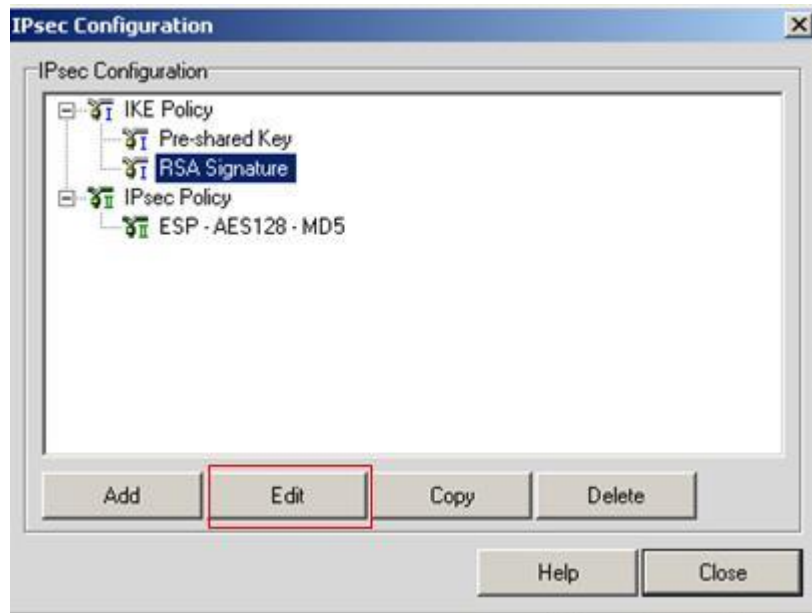 IPsec Configuration
IPsec Configuration
IKE Policy
Pre-shared Key
RSA Signature
IPsec Policy
ESP - AES128 - MD5
Add Edit Copy Delete
Help Close